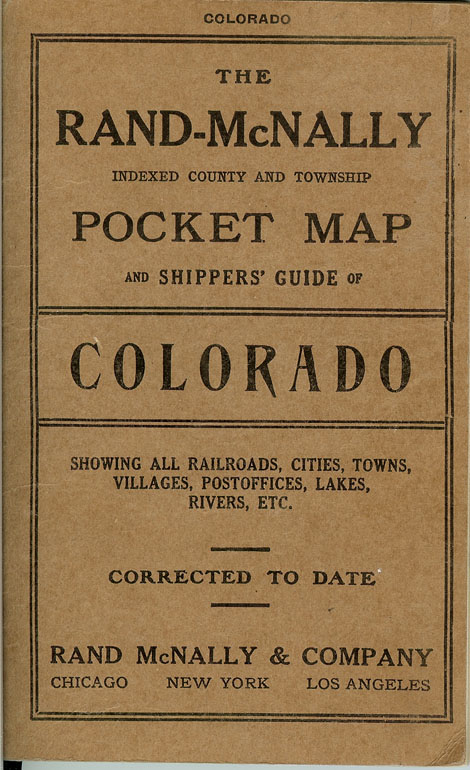 COLORADO
THE
RAND-McNALLY
INDEXED COUNTY AND TOWNSHIP
POCKET MAP
AND SHIPPERS' GUIDE OF
COLORADO
SHOWING ALL RAILROADS, CITIES, TOWNS,
VILLAGES, POSTOFFICES, LAKES,
RIVERS, ETC.
CORRECTED TO DATE
RAND McNALLY & COMPANY
CHICAGO NEW YORK LOS ANGELES